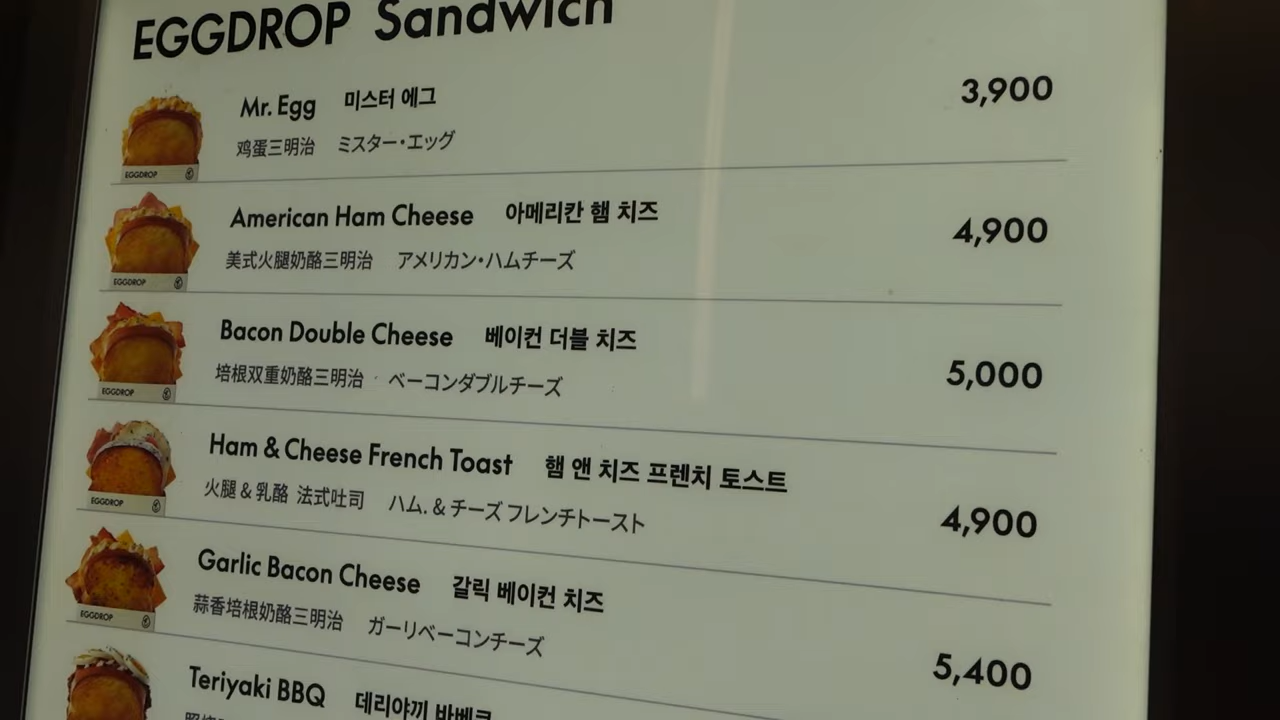 EGGDROP Sandwich
Mr. Egg 미스터 에그 3,900
鸡蛋三明治 ミスター・エッグ
EGGDROP
American Ham Cheese 아메리칸 햄 치즈 4,900
美式火腿奶酪三明治 アメリカン・ハムチーズ
EGGDROP
Bacon Double Cheese 베이컨 더블 치즈 5,000
培根双重奶酪三明治 ベーコンダブルチーズ
EGGDROP
Ham & Cheese French Toast 햄 앤 치즈 프렌치 토스트 4,900
火腿 & 乳酪 法式吐司 ハム. & チーズ フレンチトースト
EGGDROP
Garlic Bacon Cheese 갈릭 베이컨 치즈 5,400
蒜香培根奶酪三明治 ガーリベーコンチーズ
EGGDROP
Teriyaki BBQ 데리야끼 바베큐